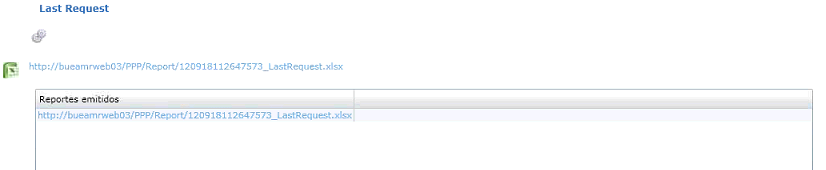 Last Request
http://bueamrweb03/PPP/Report/120918112647573_LastRequest.xlsx
Reportes emitidos
http://bueamrweb03/PPP/Report/120918112647573_LastRequest.xlsx